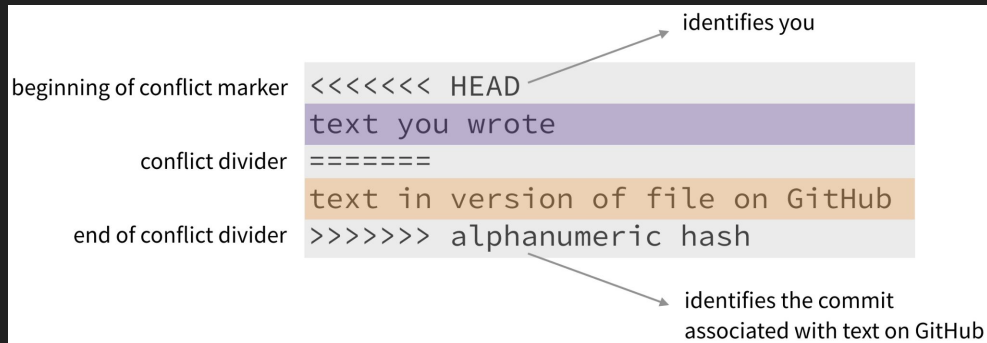 identifies you
beginning of conflict marker <<<<<<< HEAD
text you wrote
conflict divider =======
text in version of file on GitHub
end of conflict divider >>>>>>> alphanumeric hash
identifies the commit
associated with text on GitHub